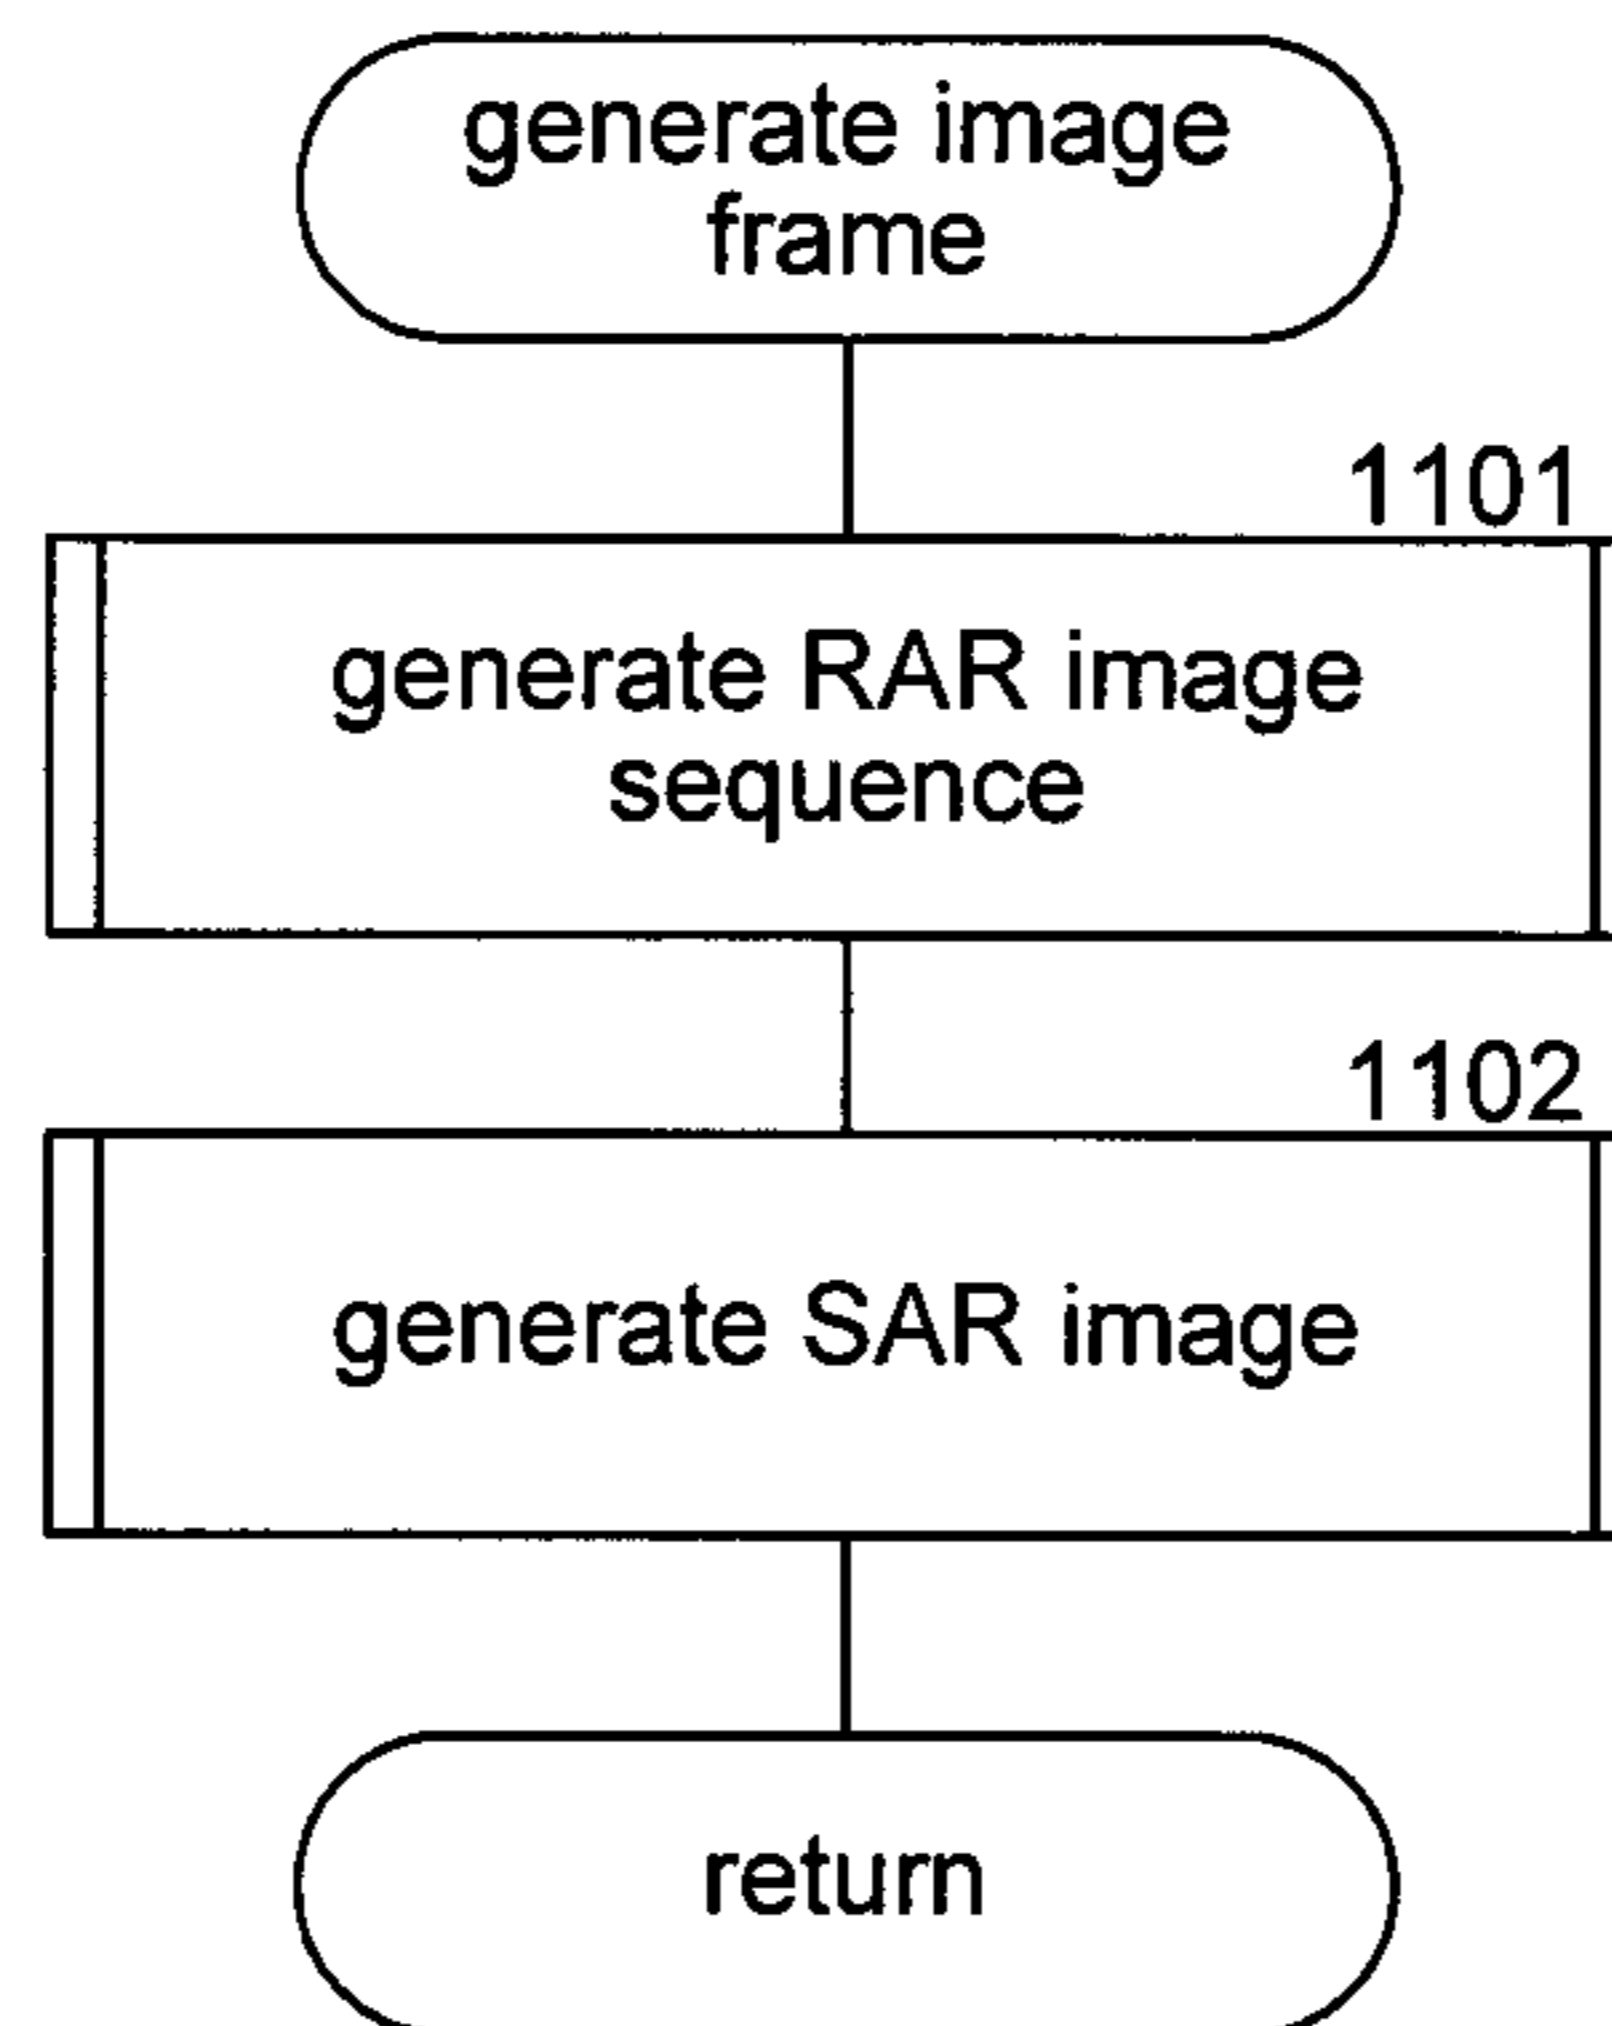 generate image
frame
1101
generate RAR image
sequence
1102
generate SAR image
return